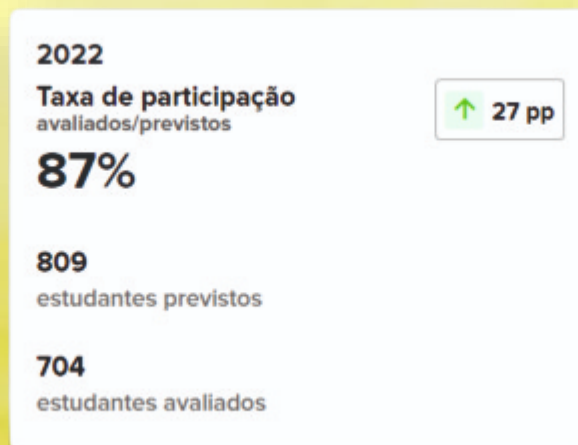 2022
Taxa de participação
avaliados/previstos
↑ 27 pp
87%
809
estudantes previstos
704
estudantes avaliados